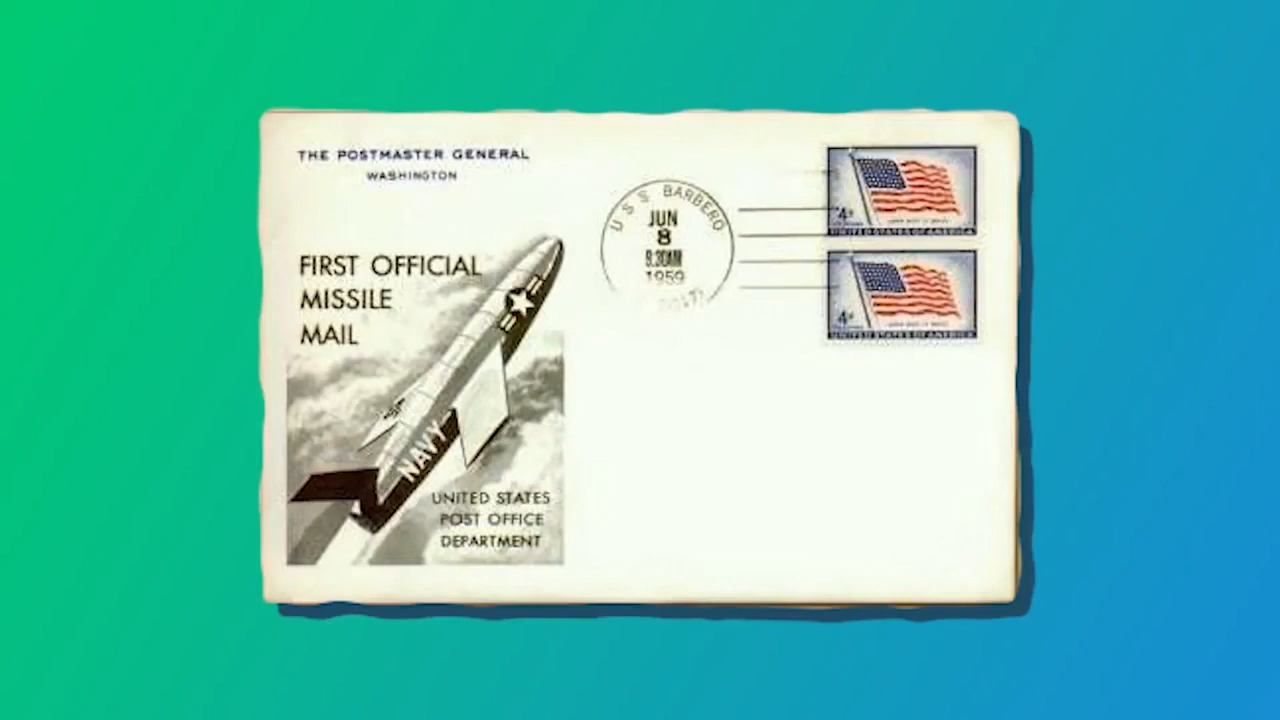 THE POSTMASTER GENERAL
WASHINGTON
FIRST OFFICIAL
MISSILE
MAIL
NAVY
UNITED STATES
POST OFFICE
DEPARTMENT
U S S BARBERO
JUN
8
9:30AM
1959
4¢
UNITED STATES OF AMERICA
4¢
UNITED STATES OF AMERICA